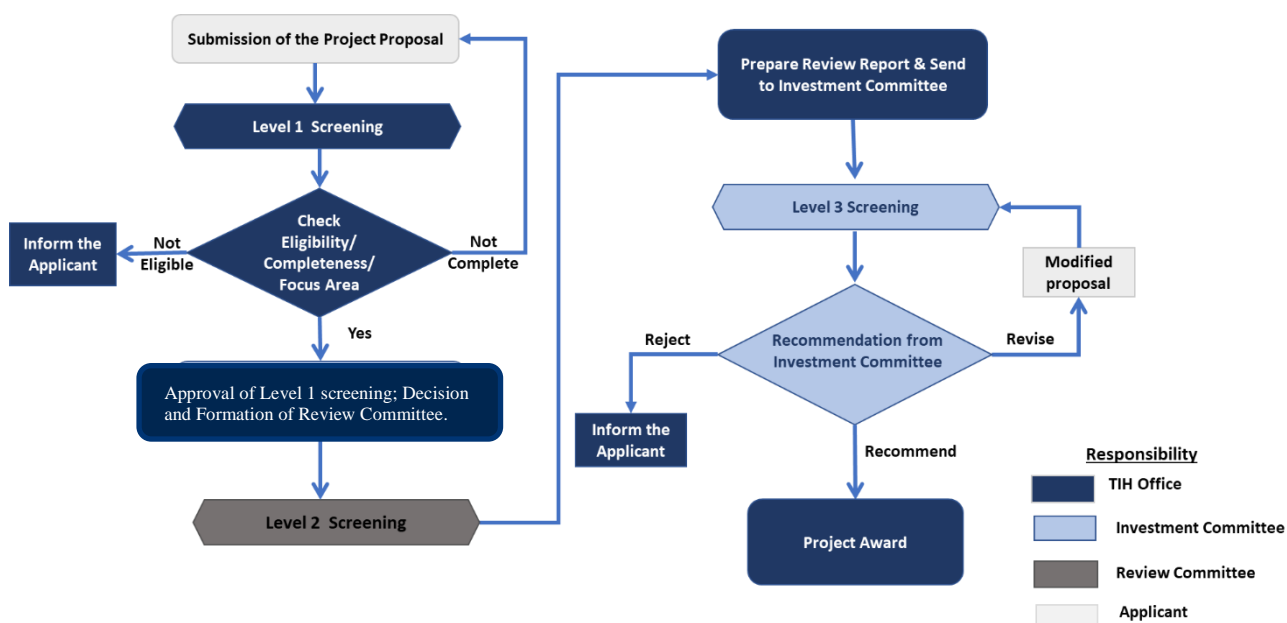 Submission of the Project Proposal
Level 1 Screening
Check
Eligibility/
Completeness/
Focus Area
Not
Eligible
Inform the
Applicant
Not
Complete
Yes
Approval of Level 1 screening; Decision
and Formation of Review Committee.
Level 2 Screening
Prepare Review Report & Send
to Investment Committee
Level 3 Screening
Modified
proposal
Recommendation from
Investment Committee
Reject
Revise
Inform the
Applicant
Recommend
Project Award
Responsibility
TIH Office
Investment Committee
Review Committee
Applicant